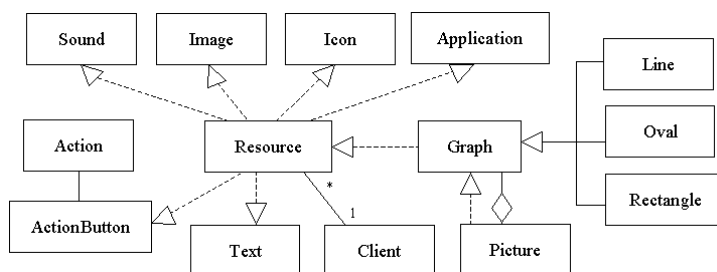 Sound
Image
Icon
Application
Line
Action
Resource
Graph
Oval
*
Rectangle
ActionButton
1
Text
Client
Picture